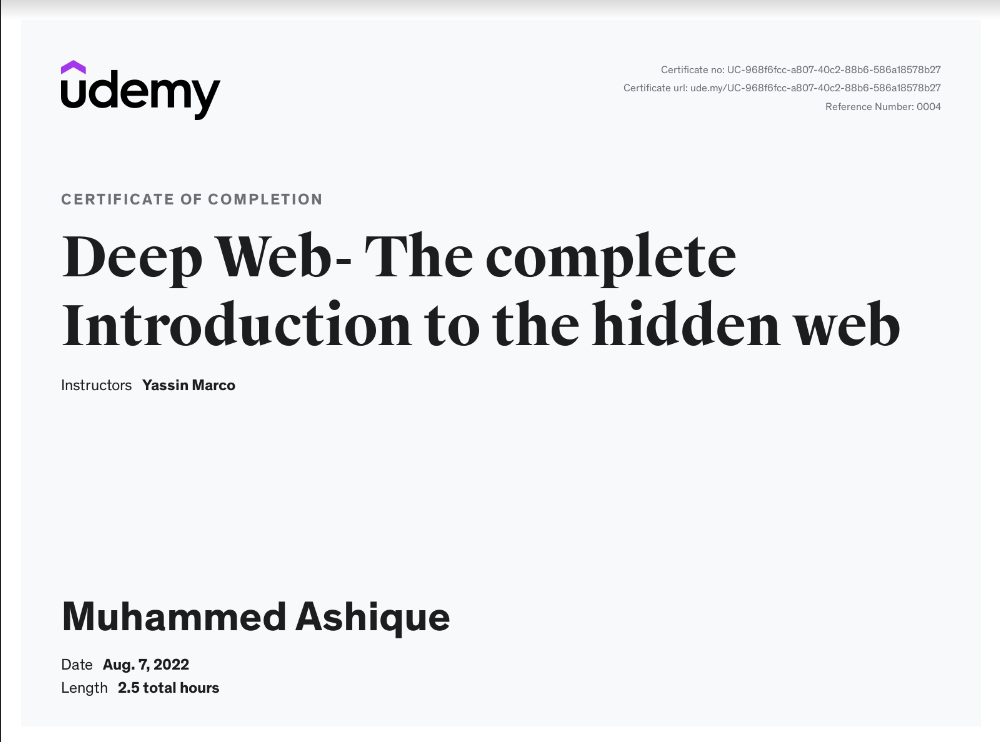 udemy
Certificate no: UC-968f6fcc-a807-40c2-88b6-586a18578b27
Certificate url: ude.my/UC-968f6fcc-a807-40c2-88b6-586a18578b27
Reference Number: 0004
CERTIFICATE OF COMPLETION
Deep Web- The complete
Introduction to the hidden web
Instructors Yassin Marco
Muhammed Ashique
Date Aug. 7, 2022
Length 2.5 total hours